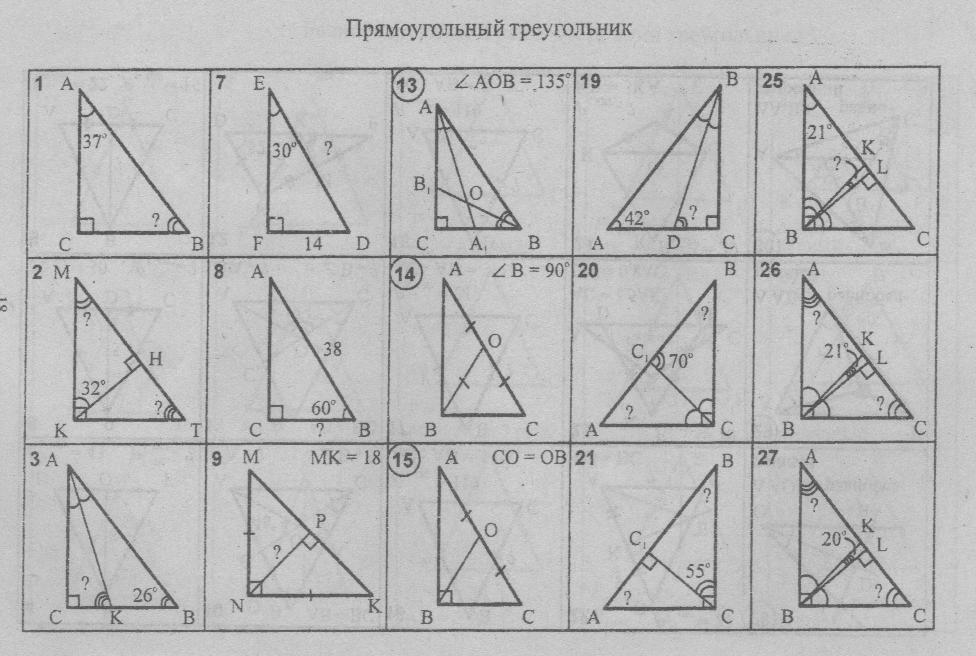 Прямоугольный треугольник
1
A
37°
?
C
B
7
E
30°
?
F
14
D
13
∠ AOB = 135°
A
B₁
O
C
A₁
B
19
B
42°
?
A
D
C
25
A
21°
K
?
L
B
C
2
M
?
H
32°
?
K
T
8
A
38
60°
C
?
B
14
∠ B = 90°
A
O
B
C
20
B
?
C₁
70°
?
A
C
26
A
?
K
21°
L
?
B
C
3
A
?
26°
C
K
B
9
M
MK = 18
P
?
N
K
15
A
CO = OB
O
B
C
21
B
?
C₁
55°
?
A
C
27
A
?
K
20°
L
?
B
C
18